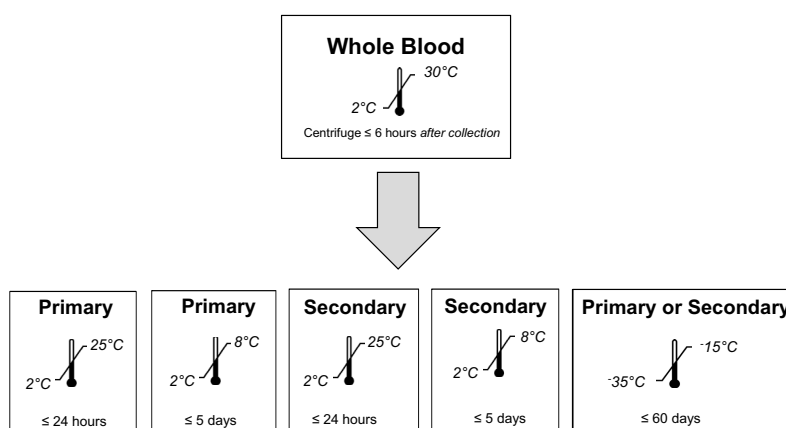 Whole Blood
30°C
2°C
Centrifuge ≤ 6 hours after collection
Primary
25°C
2°C
≤ 24 hours
Primary
8°C
2°C
≤ 5 days
Secondary
25°C
2°C
≤ 24 hours
Secondary
8°C
2°C
≤ 5 days
Primary or Secondary
-15°C
-35°C
≤ 60 days